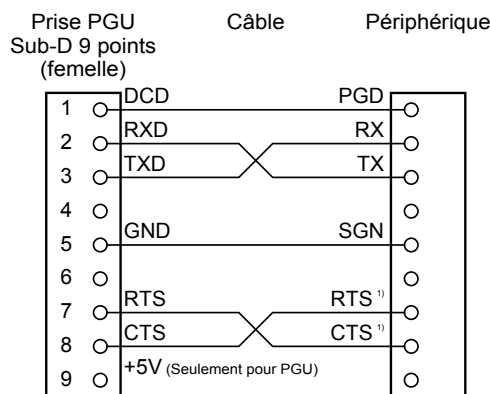 Prise PGU Câble Périphérique
Sub-D 9 points
(femelle)
1 DCD PGD
2 RXD RX
3 TXD TX
4
5 GND SGN
6
7 RTS RTS 1)
8 CTS CTS 1)
9 +5V (Seulement pour PGU)